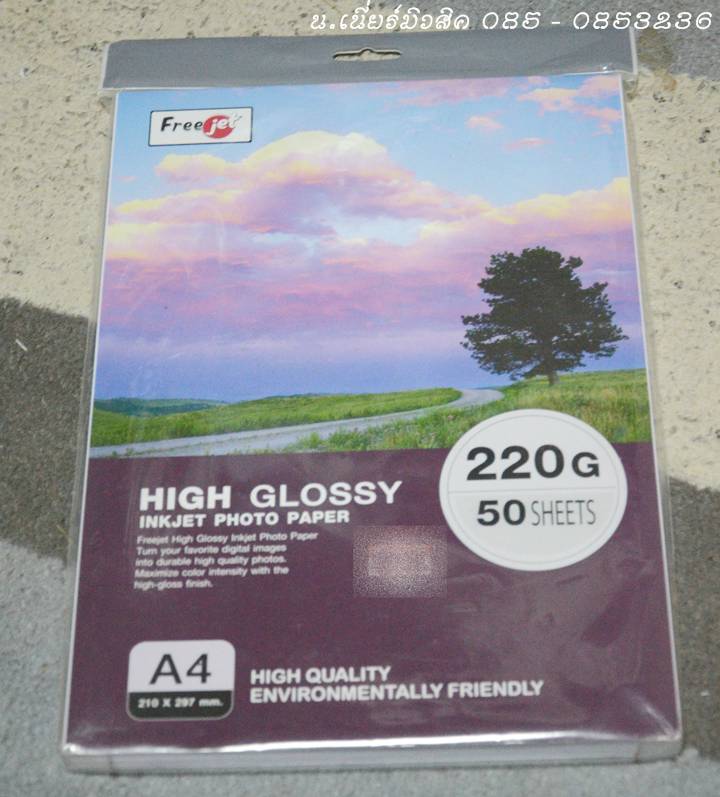 น.เนี่ยร์มิวสิค 085 - 0853236
Freejet
220G
50 SHEETS
HIGH GLOSSY
INKJET PHOTO PAPER
Freejet High Glossy Inkjet Photo Paper
Turn your favorite digital images
into durable high quality photos.
Maximize color intensity with the
high-gloss finish.
A4
210 X 297 mm.
HIGH QUALITY
ENVIRONMENTALLY FRIENDLY